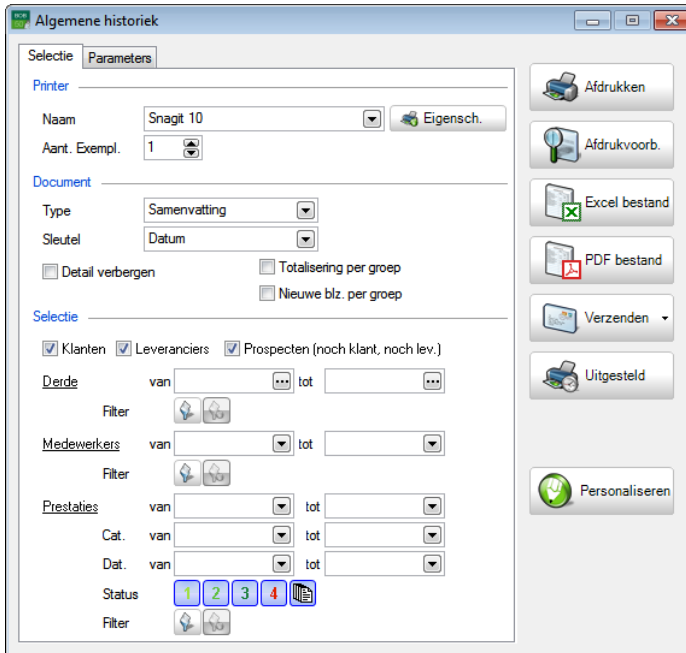 Algemene historiek
Selectie Parameters
Printer
Naam Snagit 10 Eigensch.
Aant. Exempl. 1
Document
Type Samenvatting
Sleutel Datum
Detail verbergen Totalisering per groep
Nieuwe blz. per groep
Selectie
Klanten Leveranciers Prospecten (noch klant, noch lev.)
Derde van tot
Filter
Medewerkers van tot
Filter
Prestaties van tot
Cat. van tot
Dat. van tot
Status 1 2 3 4
Filter
Afdrukken
Afdrukvoorb.
Excel bestand
PDF bestand
Verzenden
Uitgesteld
Personaliseren